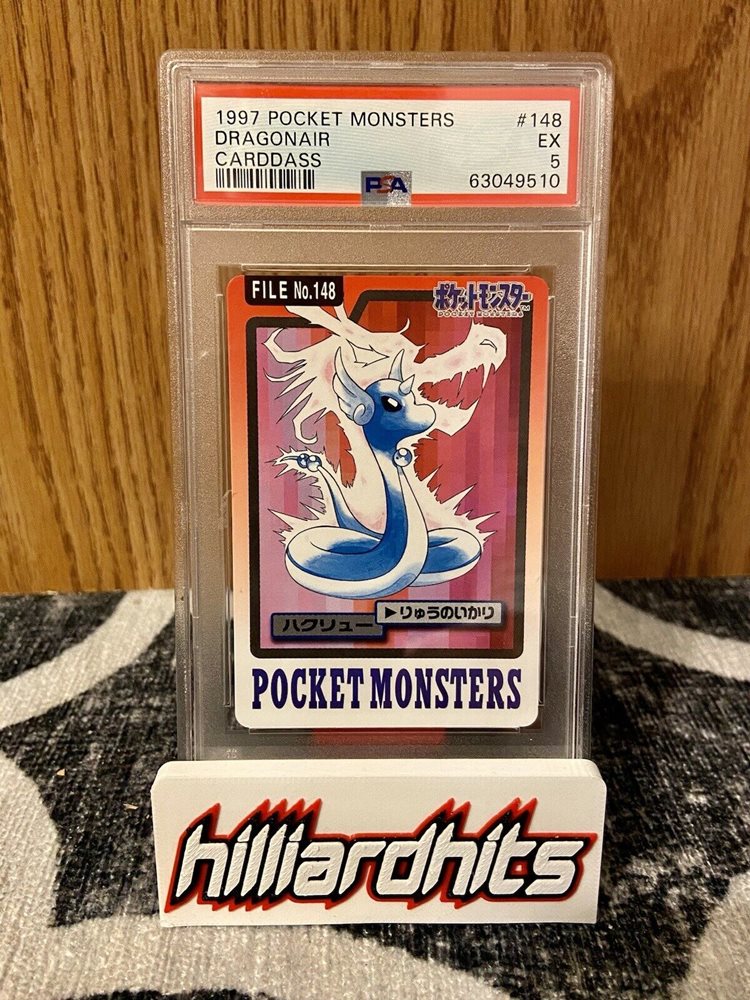 1997 POCKET MONSTERS #148
DRAGONAIR EX
CARDDASS 5
PSA 63049510
FILE No.148
ポケットモンスター
POCKET MONSTERS
TM
▶りゅうのいかり
ハクリュー
POCKET MONSTERS
hilliardhits